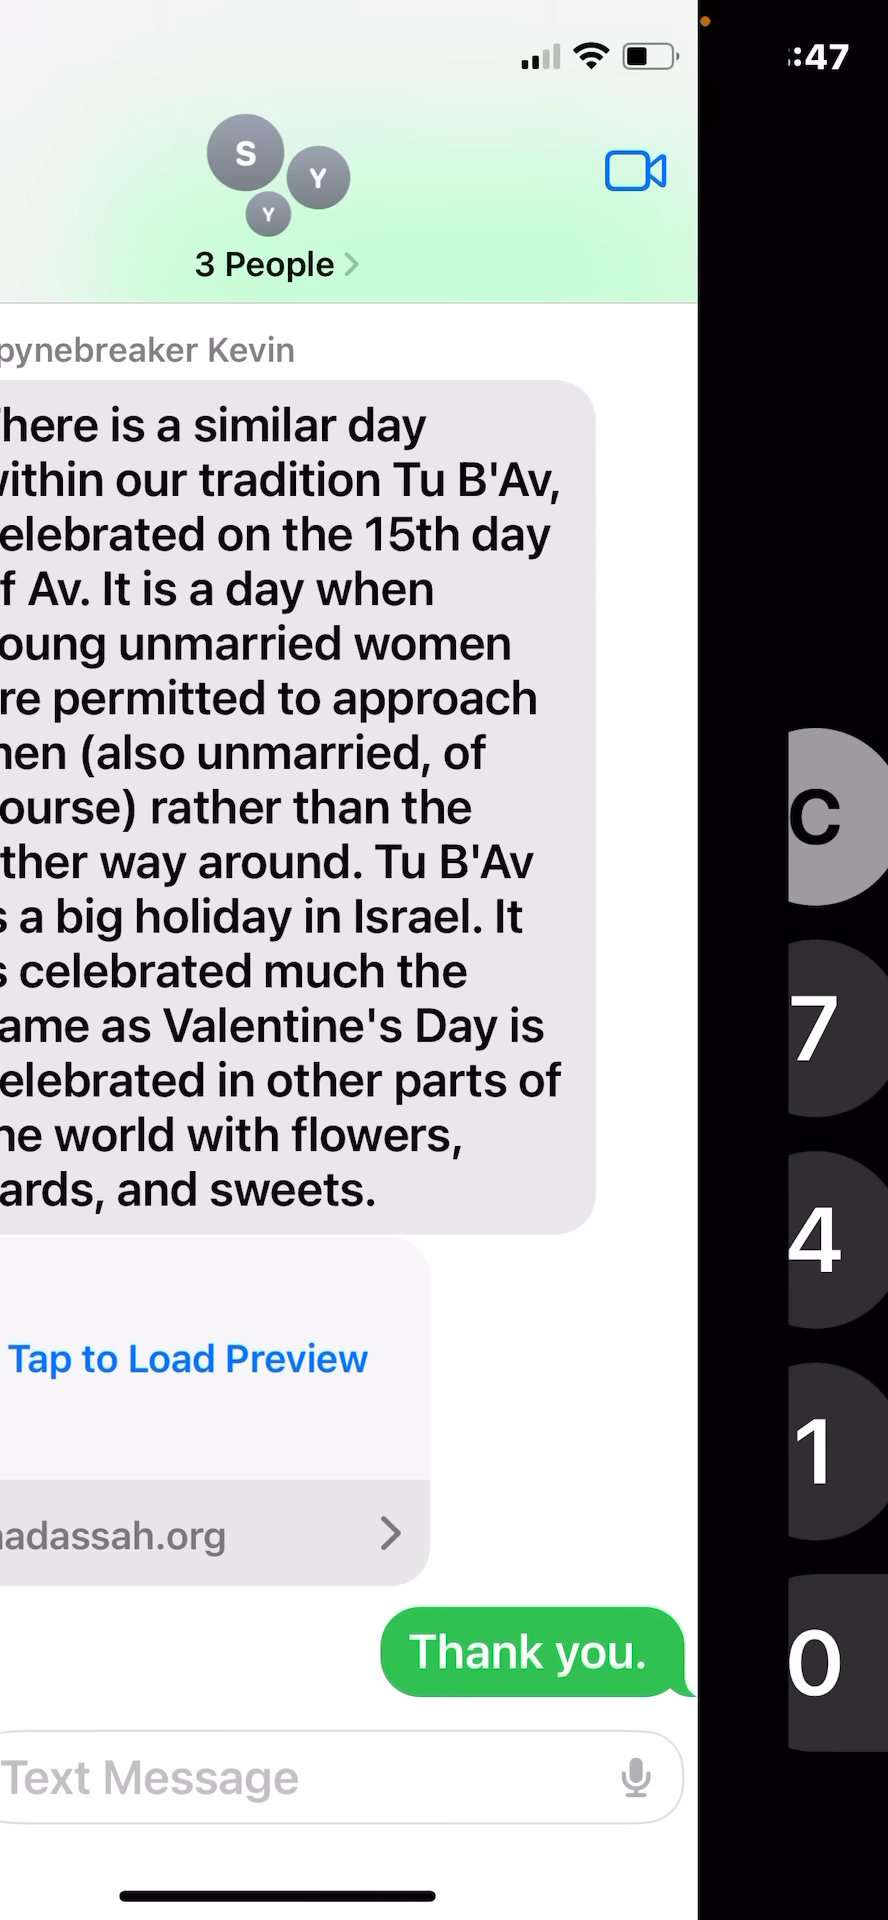 :47
S
Y
Y
3 People
pynebreaker Kevin
here is a similar day
ithin our tradition Tu B'Av,
elebrated on the 15th day
f Av. It is a day when
oung unmarried women
re permitted to approach
en (also unmarried, of
ourse) rather than the
ther way around. Tu B'Av
s a big holiday in Israel. It
s celebrated much the
ame as Valentine's Day is
elebrated in other parts of
he world with flowers,
ards, and sweets.
Tap to Load Preview
hadassah.org
Thank you.
Text Message
C
7
4
1
0